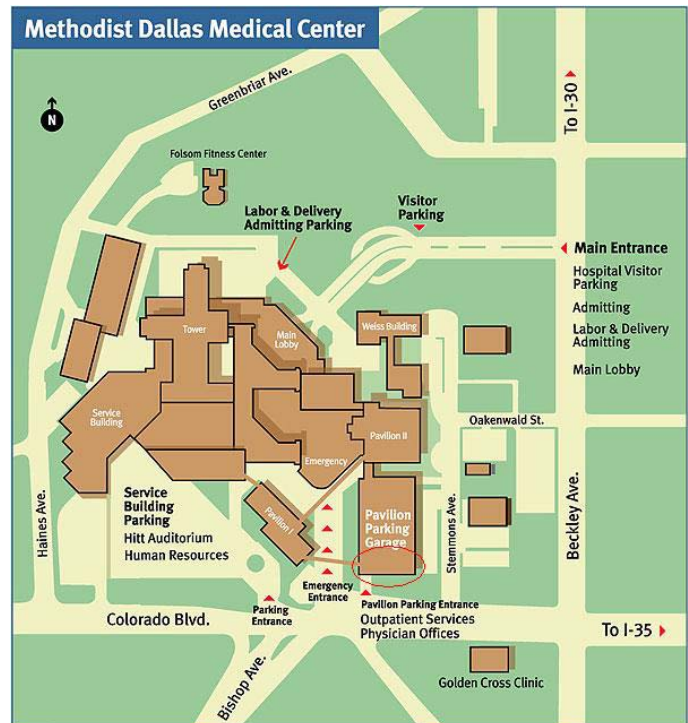 Methodist Dallas Medical Center
Greenbriar Ave.
To I-30
N
Folsom Fitness Center
Labor & Delivery
Admitting Parking
Visitor
Parking
Main Entrance
Hospital Visitor
Parking
Admitting
Labor & Delivery
Admitting
Main Lobby
Tower
Main
Lobby
Weiss Building
Service
Building
Emergency
Pavilion II
Oakenwald St.
Pavilion I
Service
Building
Parking
Hitt Auditorium
Human Resources
Pavilion
Parking
Garage
Haines Ave.
Stemmons Ave.
Beckley Ave.
Emergency
Entrance
Parking
Entrance
Pavilion Parking Entrance
Outpatient Services
Physician Offices
Colorado Blvd.
To I-35
Bishop Ave.
Golden Cross Clinic